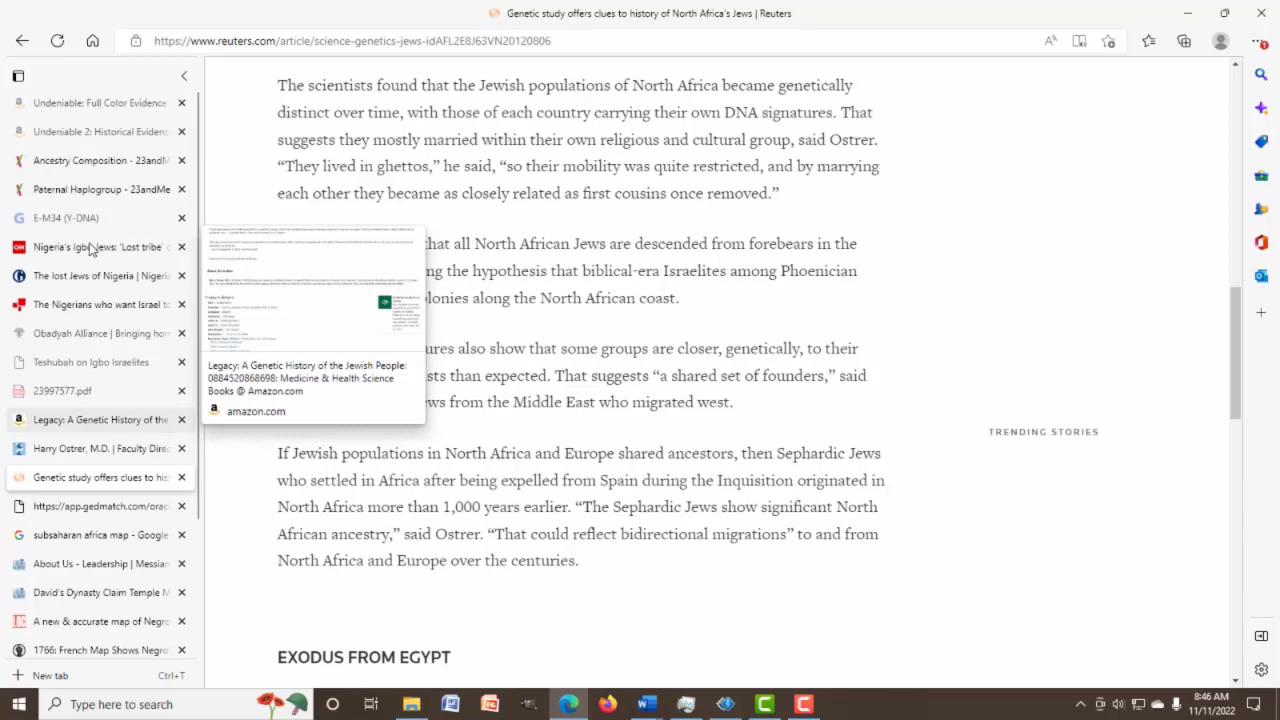 Genetic study offers clues to history of North Africa's Jews | Reuters
https://www.reuters.com/article/science-genetics-jews-idAFL2E8J63VN20120806
Undeniable: Full Color Evidence
Undeniable 2: Historical Evidenc
Ancestry Composition - 23andM
Paternal Haplogroup - 23andMe
E-M34 (Y-DNA)
Nigeria's Igbo Jews: 'Lost tribe'
The lost Jews of Nigeria | Nigeria
The Nigerians who want Israel to
Obadiah Alliance | Bringing hom
Teshubah on Igbo Israelites
23997577.pdf
Legacy: A Genetic History of the
Harry Ostrer, M.D. | Faculty Direc
Genetic study offers clues to his
https://app.gedmatch.com/orac
subsaharan africa map - Google
About Us - Leadership | Messian
David's Dynasty Claim Temple M
A new & accurate map of Negro
1766: French Map Shows Negro
New tab Ctrl+T
The scientists found that the Jewish populations of North Africa became genetically
distinct over time, with those of each country carrying their own DNA signatures. That
suggests they mostly married within their own religious and cultural group, said Ostrer.
“They lived in ghettos,” he said, “so their mobility was quite restricted, and by marrying
each other they became as closely related as first cousins once removed.”
that all North African Jews are descended from forebears in the
the hypothesis that biblical-era Israelites among Phoenician
along the North African coast.
also show that some groups are closer, genetically, to their
than expected. That suggests “a shared set of founders,” said
from the Middle East who migrated west.
Legacy: A Genetic History of the Jewish People:
0884520868698: Medicine & Health Science
Books @ Amazon.com
amazon.com
TRENDING STORIES
If Jewish populations in North Africa and Europe shared ancestors, then Sephardic Jews
who settled in Africa after being expelled from Spain during the Inquisition originated in
North Africa more than 1,000 years earlier. “The Sephardic Jews show significant North
African ancestry,” said Ostrer. “That could reflect bidirectional migrations” to and from
North Africa and Europe over the centuries.
EXODUS FROM EGYPT
Type here to search
8:46 AM
11/11/2022